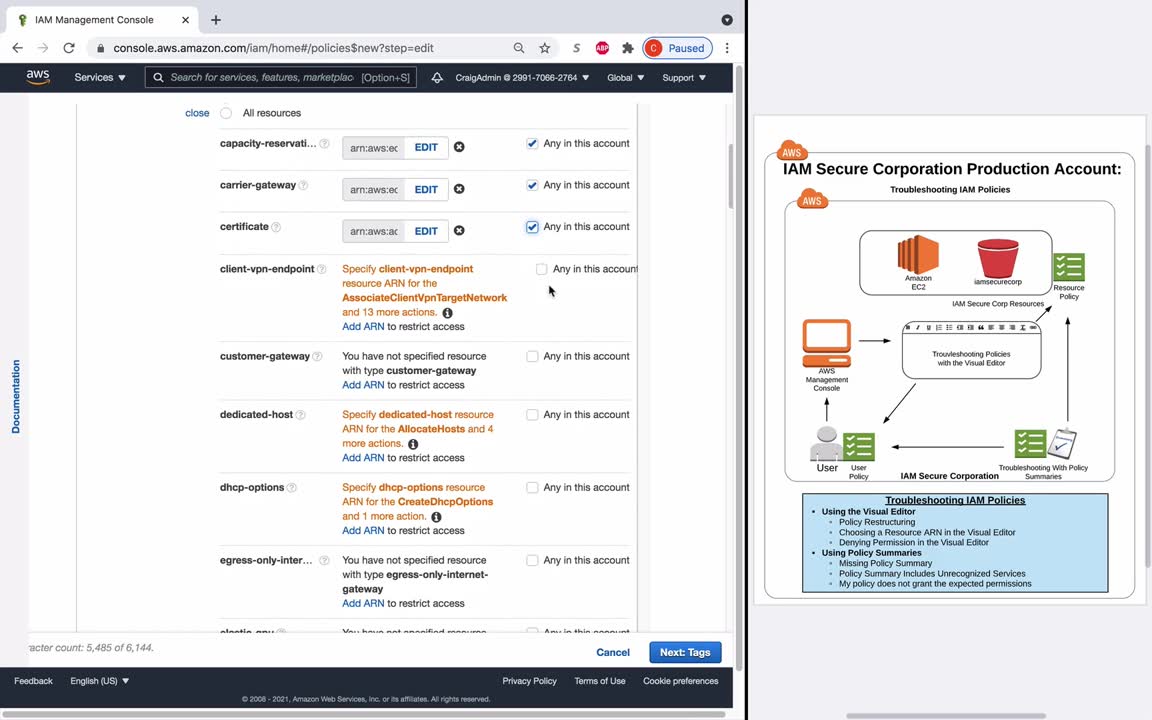 IAM Management Console
console.aws.amazon.com/iam/home#/policies$new?step=edit
S
ABP
C Paused
aws
Services
Search for services, features, marketplac
[Option+S]
CraigAdmin @ 2991-7066-2764
Global
Support
close
All resources
capacity-reservati...
arn:aws:ec
EDIT
Any in this account
carrier-gateway
arn:aws:ec
EDIT
Any in this account
certificate
arn:aws:ac
EDIT
Any in this account
client-vpn-endpoint
Specify client-vpn-endpoint
resource ARN for the
AssociateClientVpnTargetNetwork
and 13 more actions.
Add ARN to restrict access
Any in this account
customer-gateway
You have not specified resource
with type customer-gateway
Add ARN to restrict access
Any in this account
dedicated-host
Specify dedicated-host resource
ARN for the AllocateHosts and 4
more actions.
Add ARN to restrict access
Any in this account
dhcp-options
Specify dhcp-options resource
ARN for the CreateDhcpOptions
and 1 more action.
Add ARN to restrict access
Any in this account
egress-only-inter...
You have not specified resource
with type egress-only-internet-
gateway
Add ARN to restrict access
Any in this account
Documentation
acter count: 5,485 of 6,144.
Cancel
Next: Tags
Feedback
English (US)
Privacy Policy
Terms of Use
Cookie preferences
© 2008 - 2021, Amazon Web Services, Inc. or its affiliates. All rights reserved.
AWS
IAM Secure Corporation Production Account:
Troubleshooting IAM Policies
AWS
Amazon
EC2
iamsecurecorp
Resource
Policy
IAM Secure Corp Resources
AWS
Management
Console
Trouvleshooting Policies
with the Visual Editor
User
User
Policy
IAM Secure Corporation
Troubleshooting With Policy
Summaries
Troubleshooting IAM Policies
Using the Visual Editor
Policy Restructuring
Choosing a Resource ARN in the Visual Editor
Denying Permission in the Visual Editor
Using Policy Summaries
Missing Policy Summary
Policy Summary Includes Unrecognized Services
My policy does not grant the expected permissions